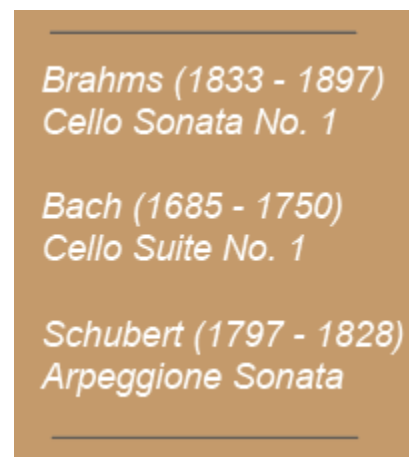 Brahms (1833 - 1897)
Cello Sonata No. 1
Bach (1685 - 1750)
Cello Suite No. 1
Schubert (1797 - 1828)
Arpeggione Sonata